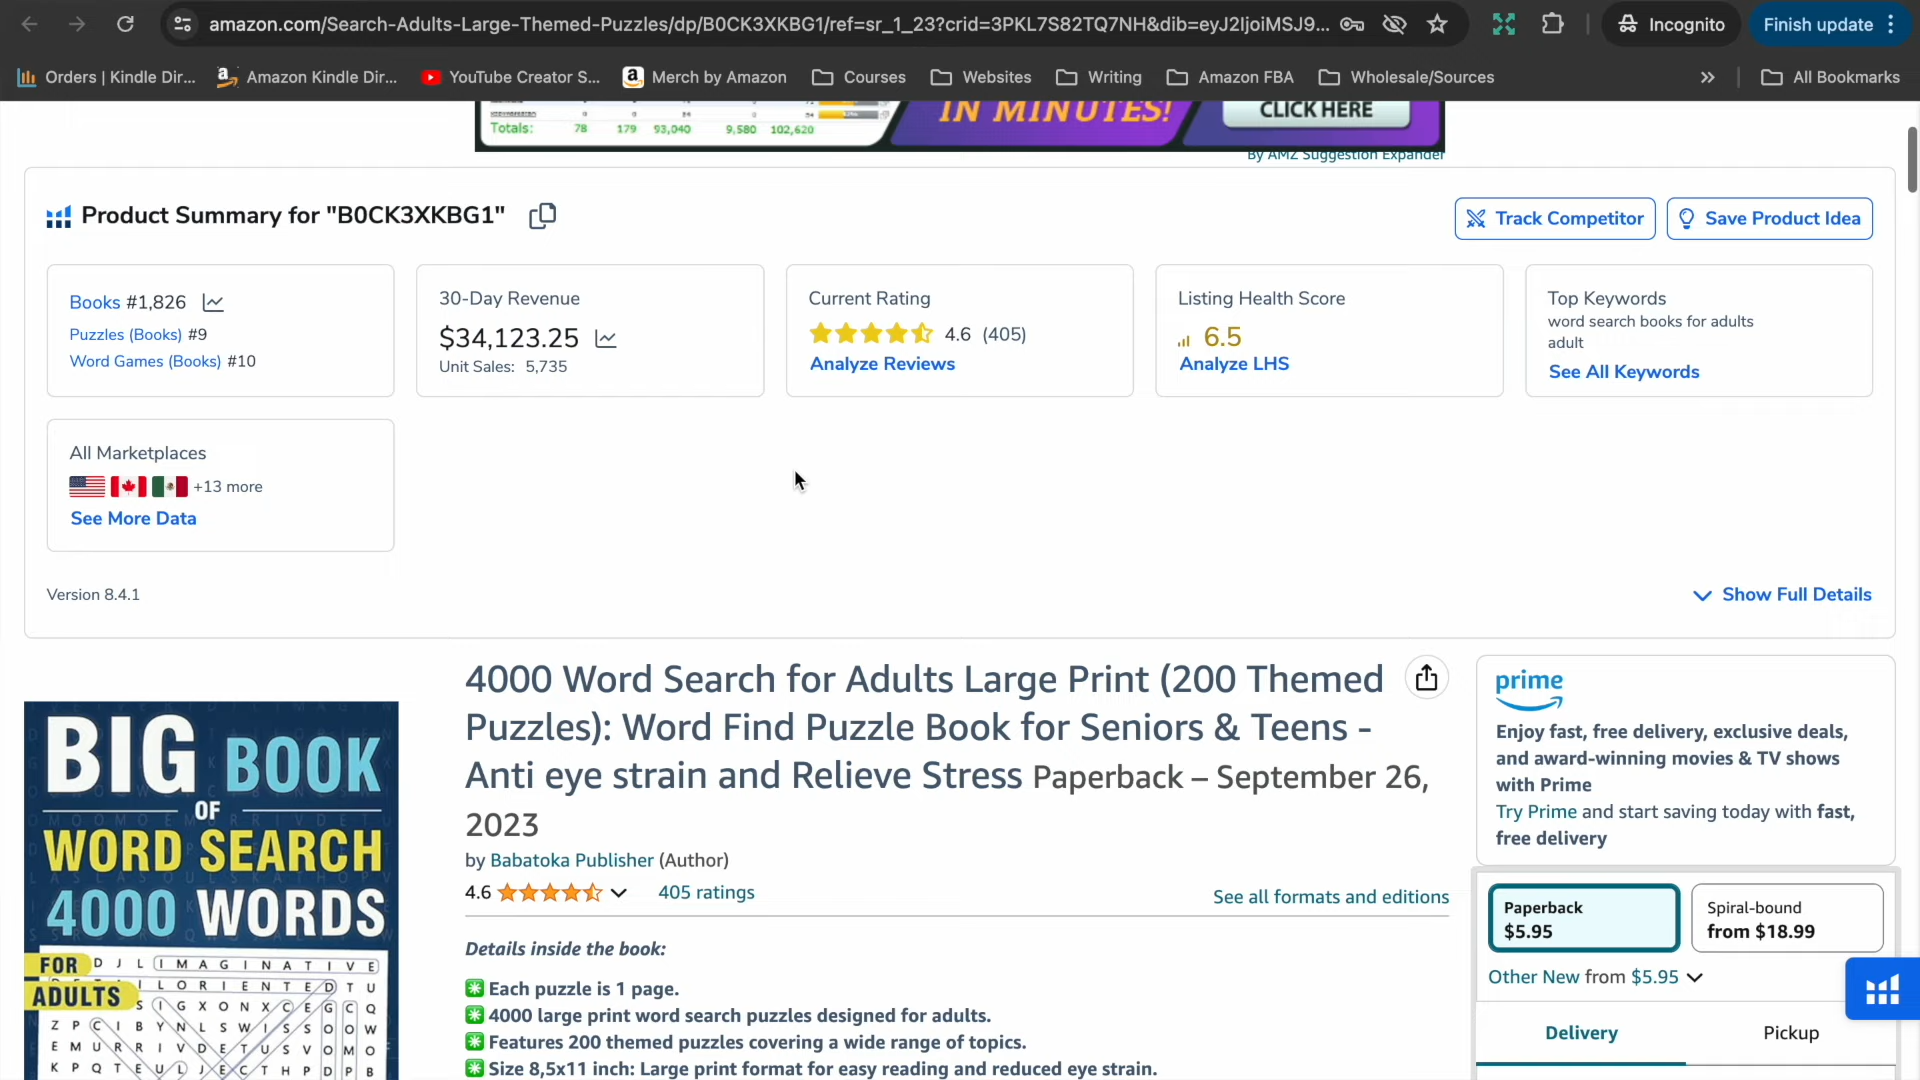 amazon.com/Search-Adults-Large-Themed-Puzzles/dp/B0CK3XKBG1/ref=sr_1_23?crid=3PKL7S82TQ7NH&dib=eyJ2IjoiMSJ9...
Incognito
Finish update
Orders | Kindle Dir...
Amazon Kindle Dir...
YouTube Creator S...
Merch by Amazon
Courses
Websites
Writing
Amazon FBA
Wholesale/Sources
All Bookmarks
Totals: 78 179 93,040 9,580 102,620
IN MINUTES!
CLICK HERE
By AMZ Suggestion Expander
Product Summary for "B0CK3XKBG1"
Track Competitor
Save Product Idea
Books #1,826
Puzzles (Books) #9
Word Games (Books) #10
30-Day Revenue
$34,123.25
Unit Sales: 5,735
Current Rating
4.6 (405)
Analyze Reviews
Listing Health Score
6.5
Analyze LHS
Top Keywords
word search books for adults
adult
See All Keywords
All Marketplaces
+13 more
See More Data
Version 8.4.1
Show Full Details
BIG BOOK
OF
WORD SEARCH
4000 WORDS
FOR
ADULTS
4000 Word Search for Adults Large Print (200 Themed
Puzzles): Word Find Puzzle Book for Seniors & Teens -
Anti eye strain and Relieve Stress Paperback – September 26,
2023
by Babatoka Publisher (Author)
4.6
405 ratings
See all formats and editions
Details inside the book:
Each puzzle is 1 page.
4000 large print word search puzzles designed for adults.
Features 200 themed puzzles covering a wide range of topics.
Size 8,5x11 inch: Large print format for easy reading and reduced eye strain.
prime
Enjoy fast, free delivery, exclusive deals,
and award-winning movies & TV shows
with Prime
Try Prime and start saving today with fast,
free delivery
Paperback
$5.95
Spiral-bound
from $18.99
Other New from $5.95
Delivery
Pickup